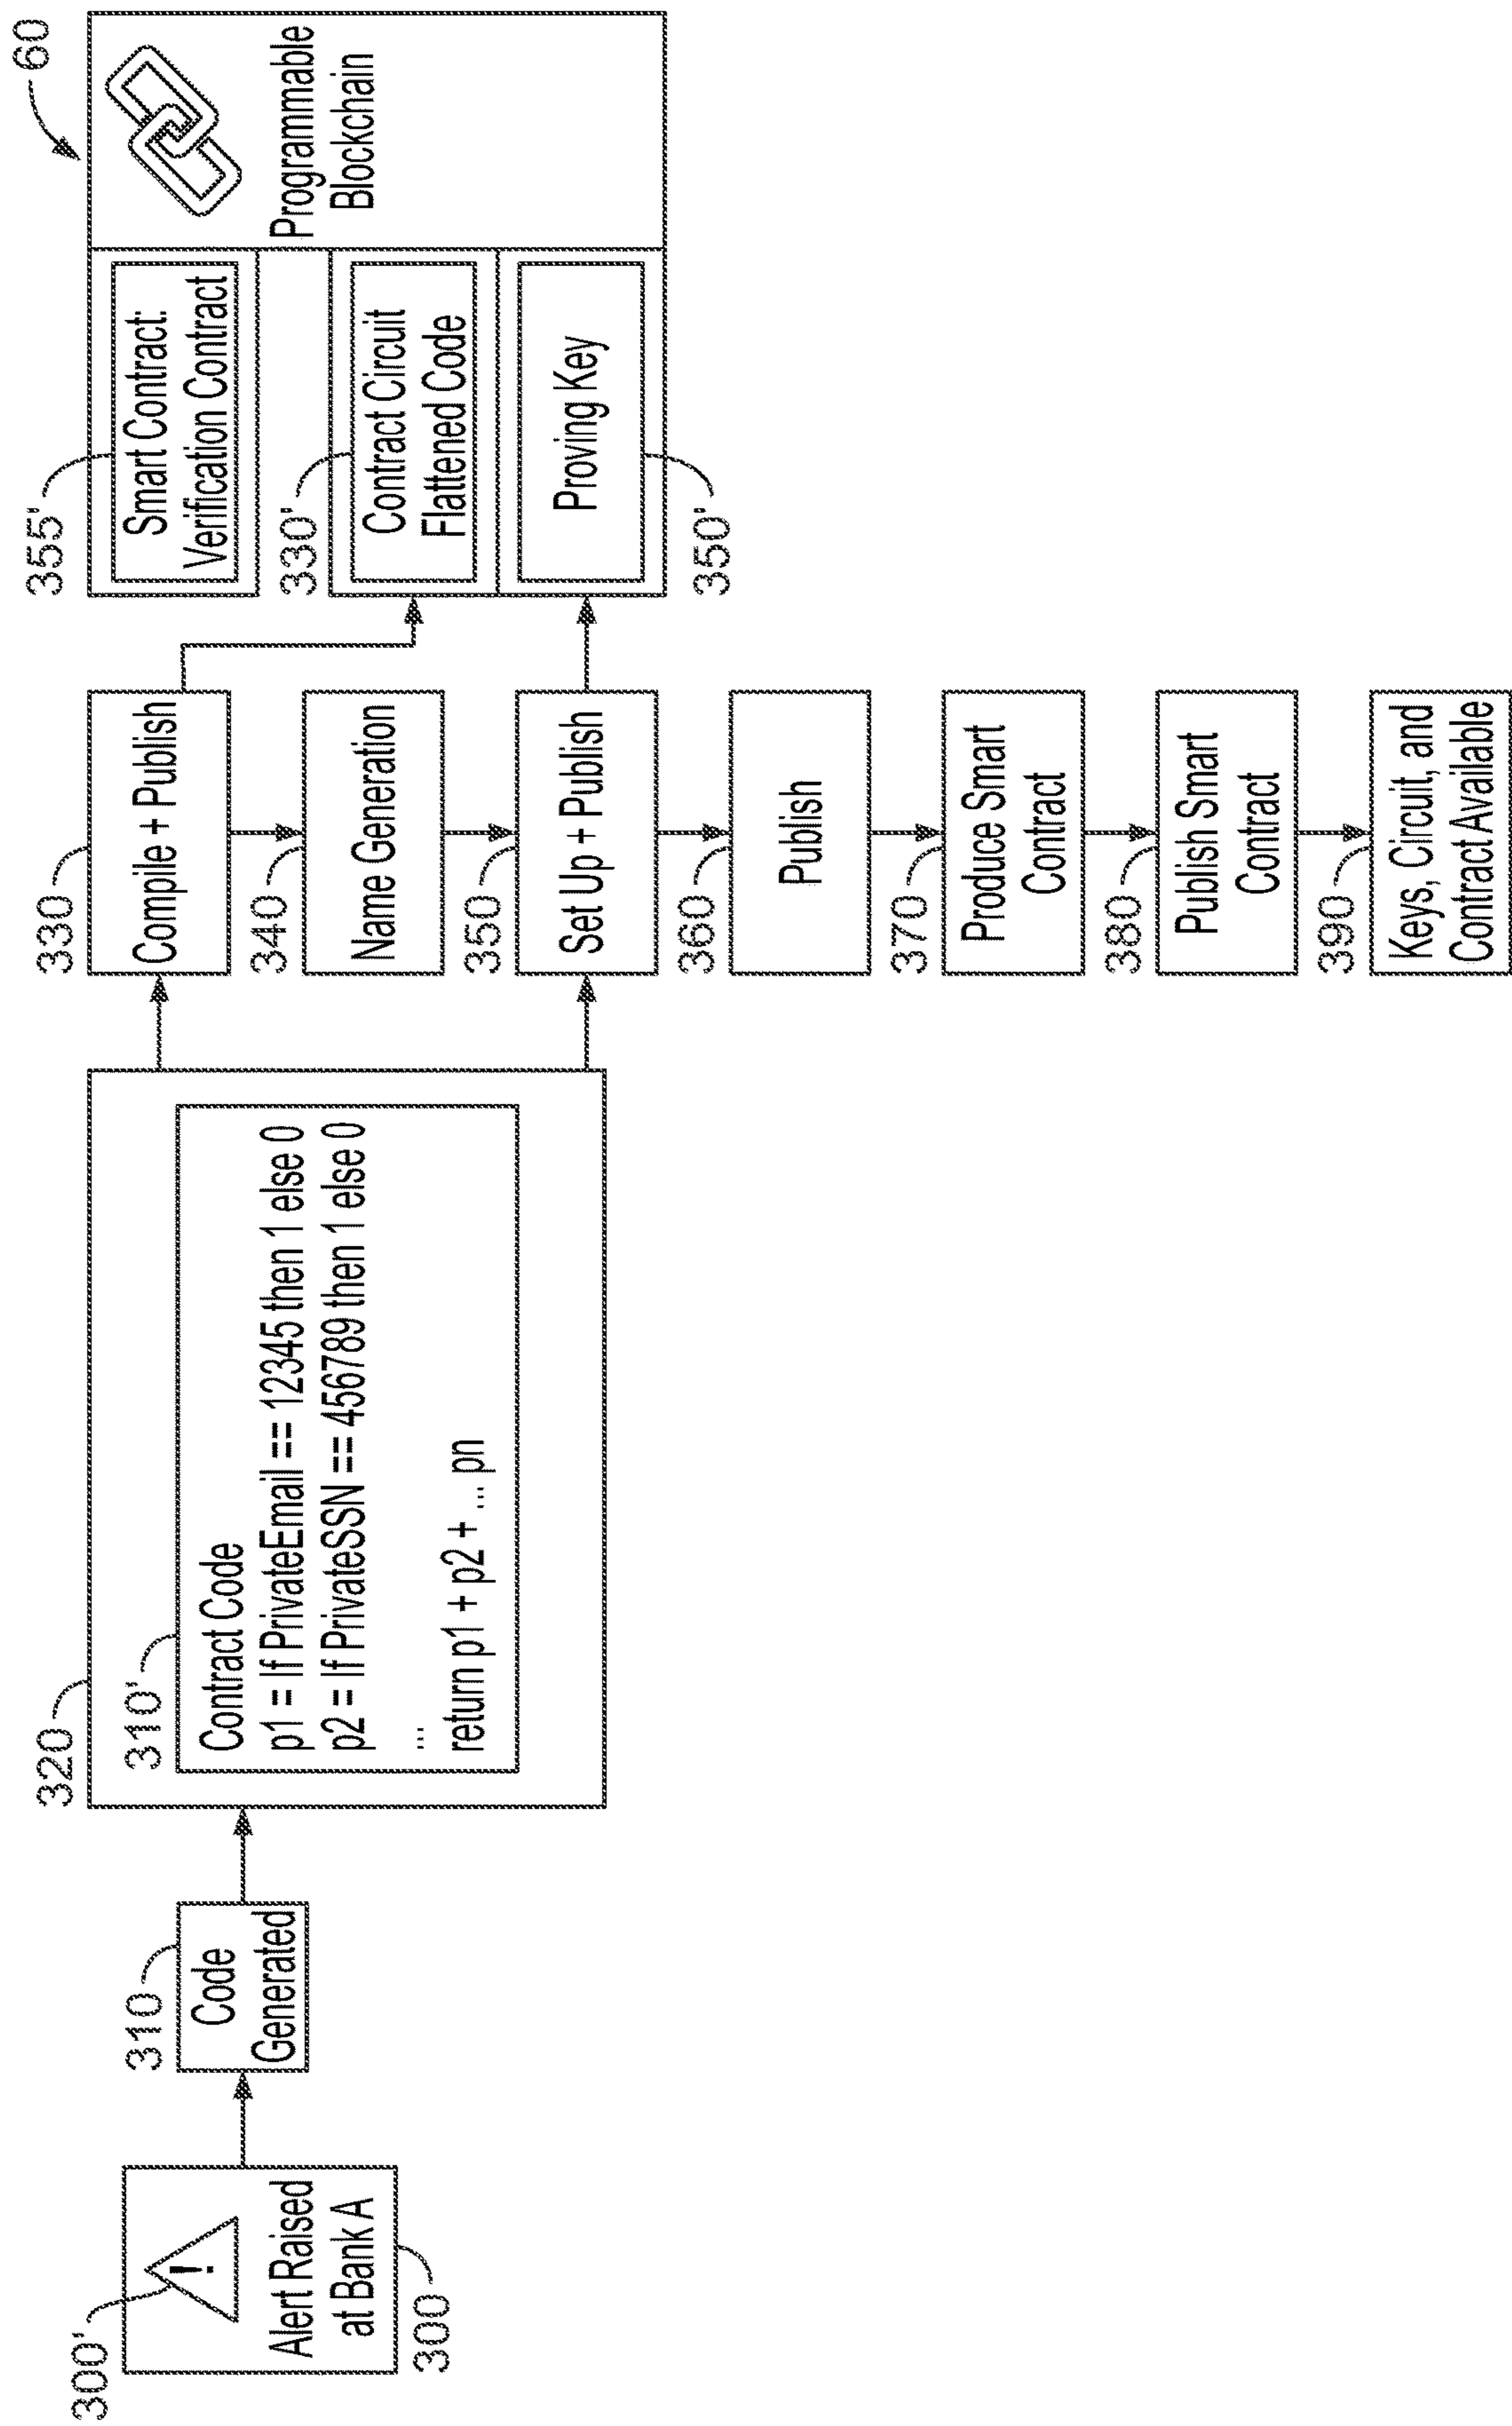 300'
Alert Raised
at Bank A
300
310
Code
Generated
320
310'
Contract Code
p1 = If PrivateEmail == 12345 then 1 else 0
p2 = If PrivateSSN == 456789 then 1 else 0
...
return p1 + p2 + ... pn
330
Compile + Publish
340
Name Generation
350
Set Up + Publish
360
Publish
370
Produce Smart
Contract
380
Publish Smart
Contract
390
Keys, Circuit, and
Contract Available
355'
Smart Contract:
Verification Contract
330'
Contract Circuit
Flattened Code
Proving Key
350'
Programmable
Blockchain
60